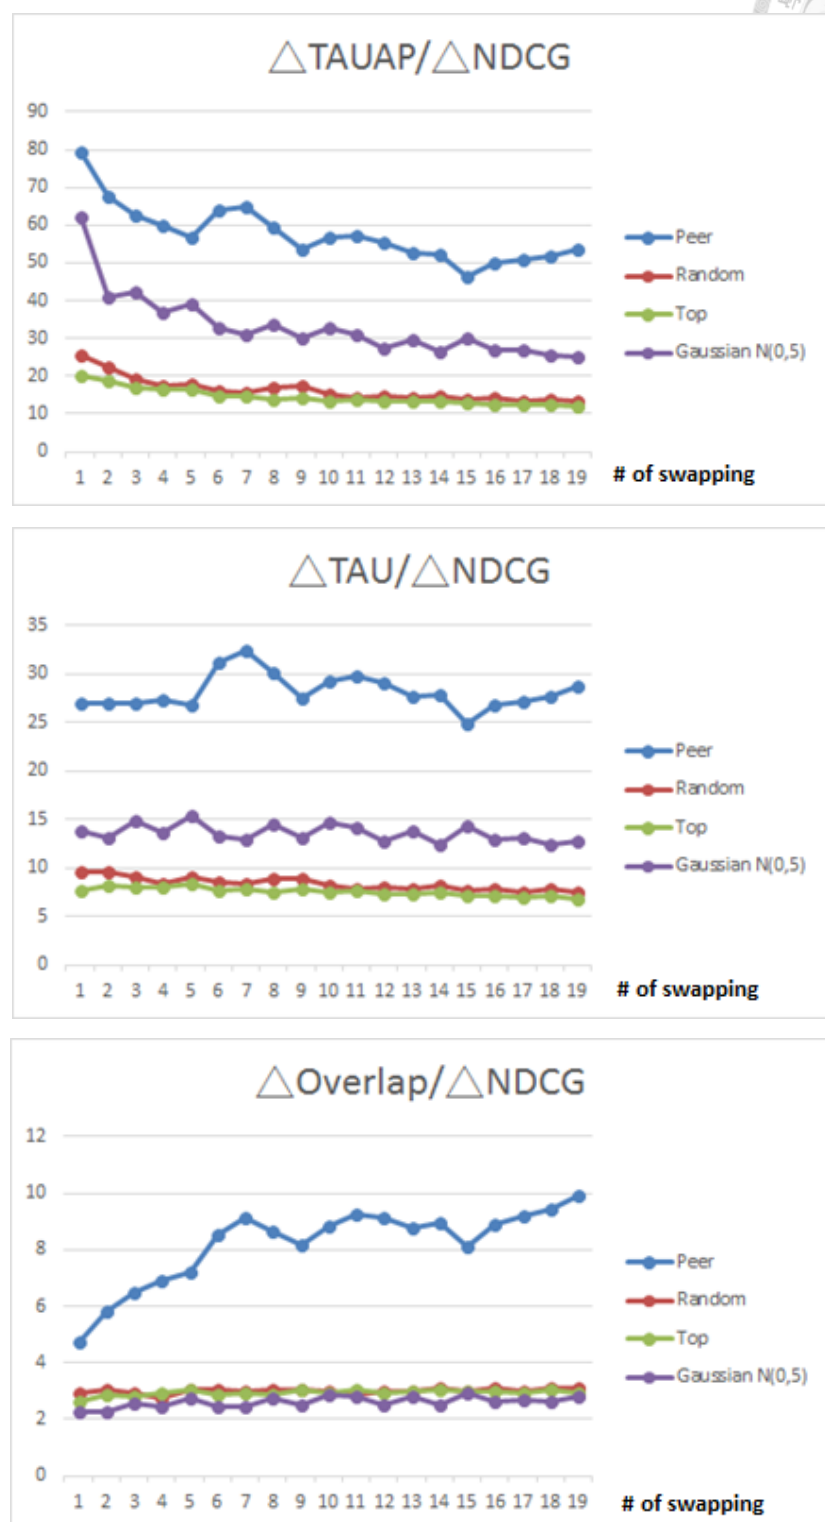 △TAUAP/△NDCG
90
80
70
60
50
40
30
20
10
0
1 2 3 4 5 6 7 8 9 10 11 12 13 14 15 16 17 18 19
# of swapping
Peer
Random
Top
Gaussian N(0,5)
△TAU/△NDCG
35
30
25
20
15
10
5
0
1 2 3 4 5 6 7 8 9 10 11 12 13 14 15 16 17 18 19
# of swapping
Peer
Random
Top
Gaussian N(0,5)
△Overlap/△NDCG
12
10
8
6
4
2
0
1 2 3 4 5 6 7 8 9 10 11 12 13 14 15 16 17 18 19
# of swapping
Peer
Random
Top
Gaussian N(0,5)